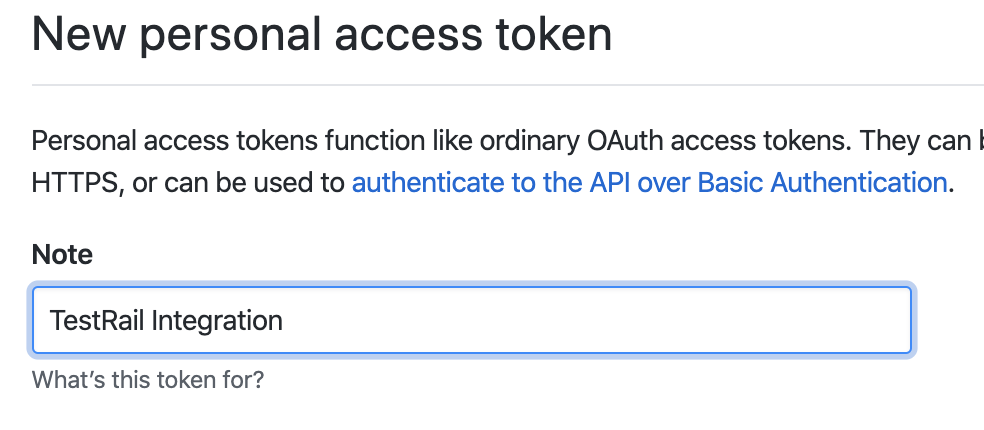 New personal access token
Personal access tokens function like ordinary OAuth access tokens. They can
HTTPS, or can be used to authenticate to the API over Basic Authentication.
Note
TestRail Integration
What's this token for?